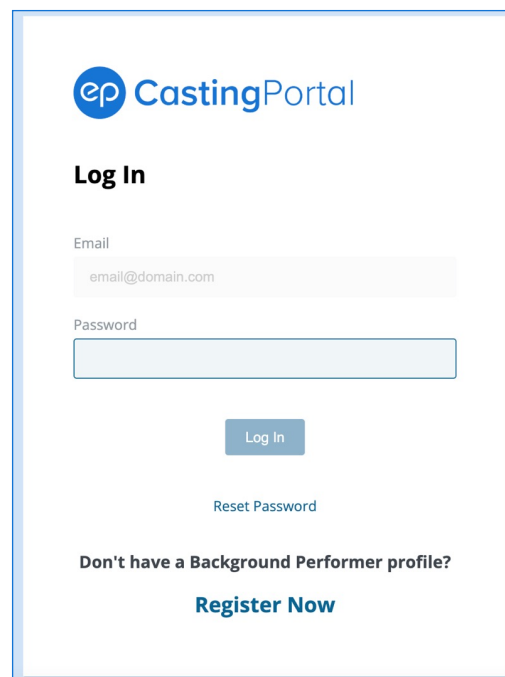 ep CastingPortal
Log In
Email
email@domain.com
Password
Log In
Reset Password
Don't have a Background Performer profile?
Register Now